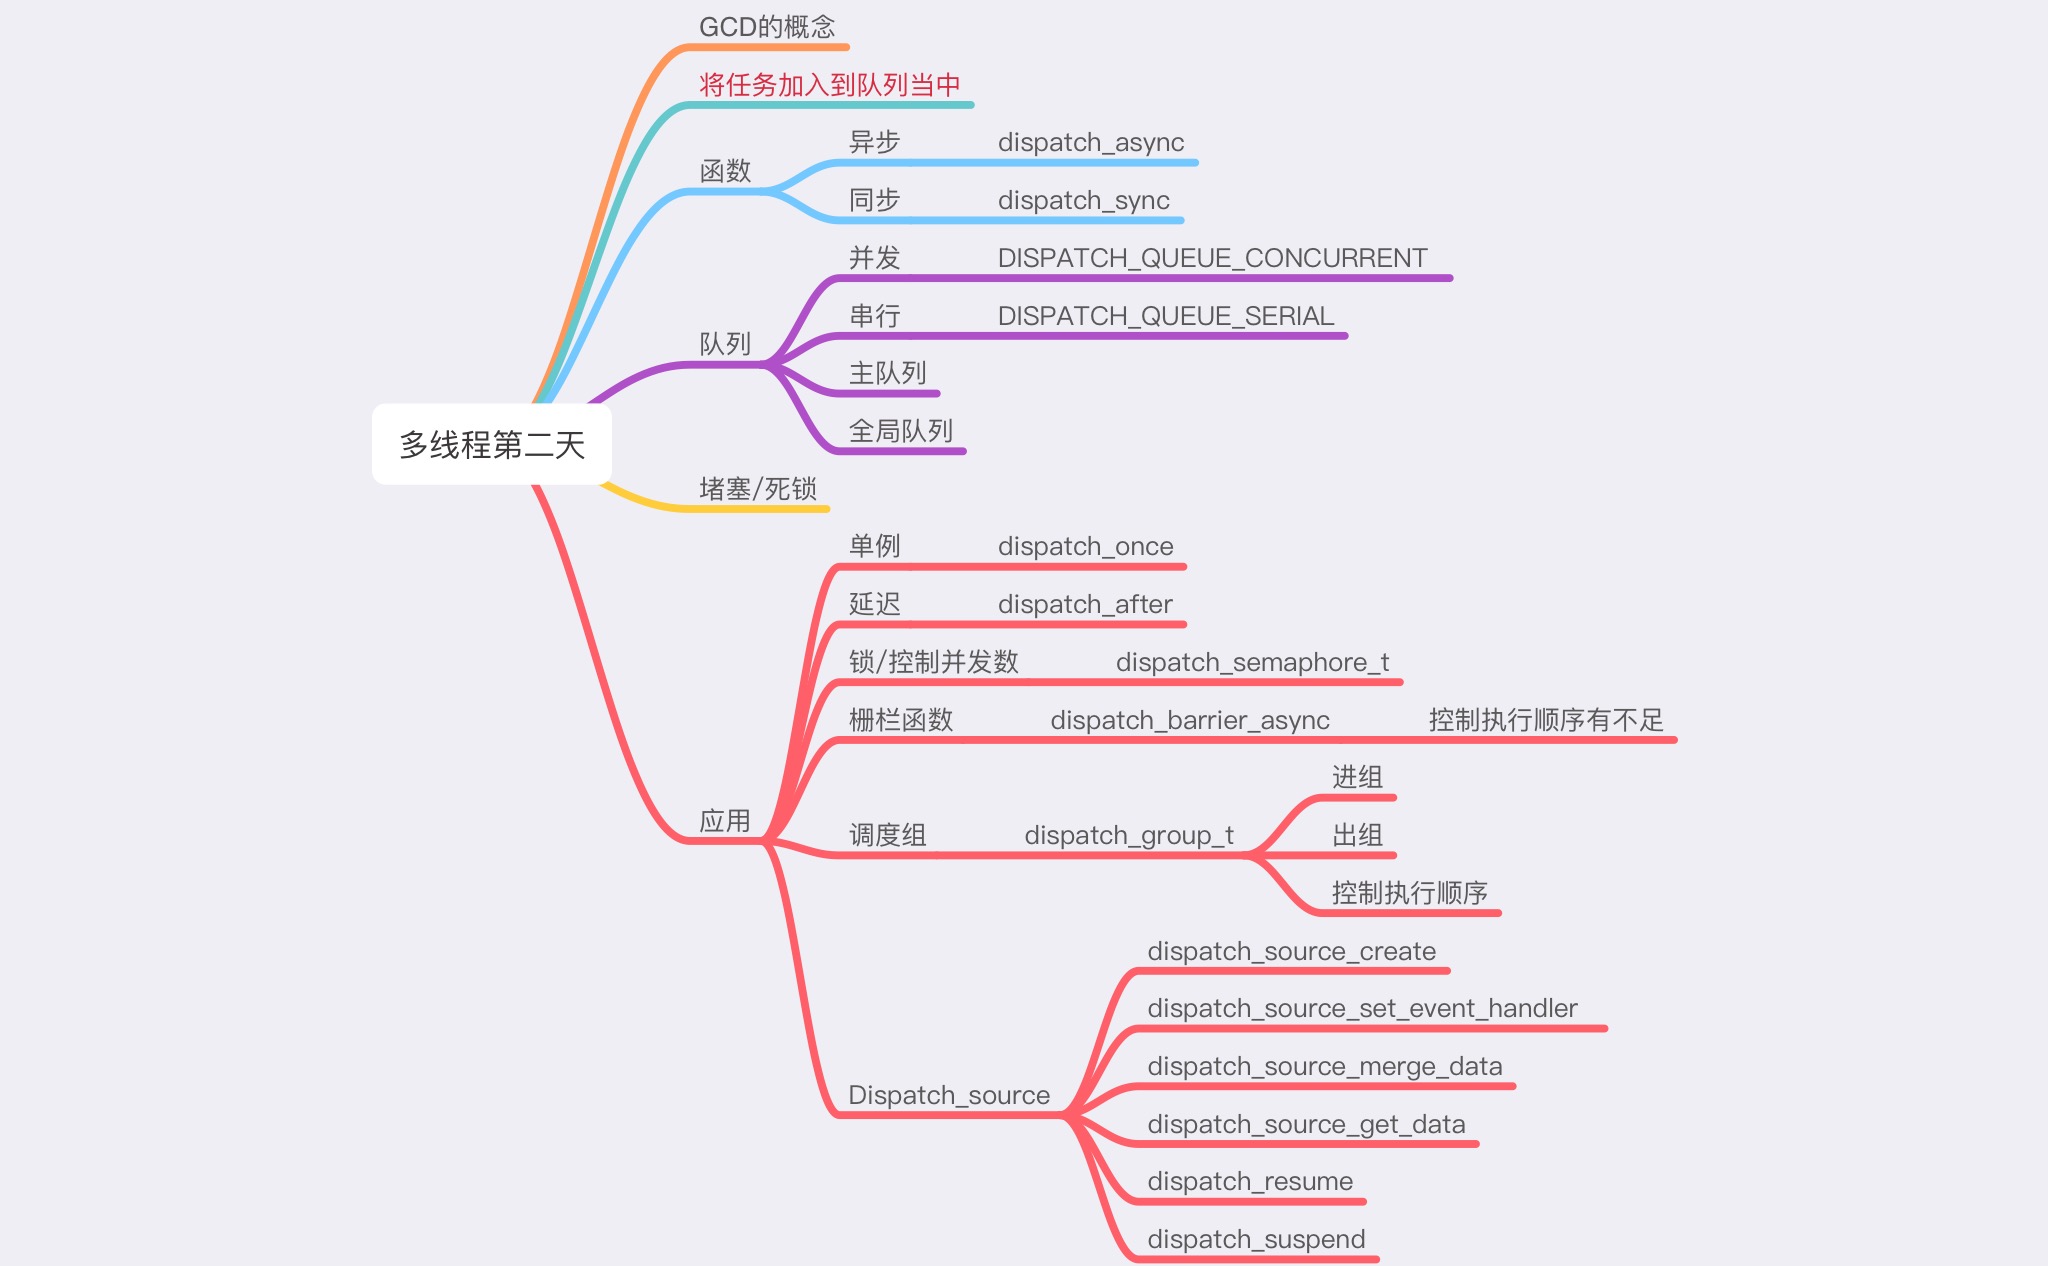 GCD的概念
将任务加入到队列当中
函数
异步
dispatch_async
同步
dispatch_sync
队列
并发
DISPATCH_QUEUE_CONCURRENT
串行
DISPATCH_QUEUE_SERIAL
主队列
全局队列
多线程第二天
堵塞/死锁
应用
单例
dispatch_once
延迟
dispatch_after
锁/控制并发数
dispatch_semaphore_t
栅栏函数
dispatch_barrier_async
控制执行顺序有不足
调度组
dispatch_group_t
进组
出组
控制执行顺序
Dispatch_source
dispatch_source_create
dispatch_source_set_event_handler
dispatch_source_merge_data
dispatch_source_get_data
dispatch_resume
dispatch_suspend